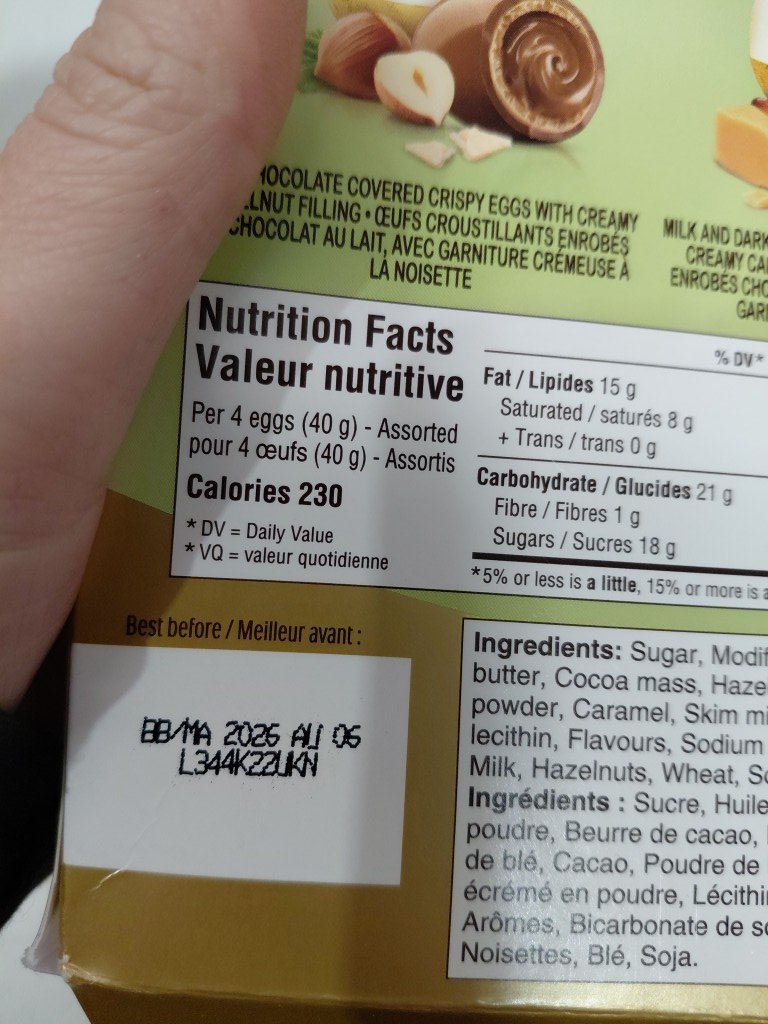 CHOCOLATE COVERED CRISPY EGGS WITH CREAMY
LNUT FILLING • ŒUFS CROUSTILLANTS ENROBÉS
CHOCOLAT AU LAIT, AVEC GARNITURE CRÉMEUSE À
LA NOISETTE
MILK AND DARK
CREAMY CA
ENROBÉS CHO
GAR
Nutrition Facts
Valeur nutritive
Per 4 eggs (40 g) - Assorted
pour 4 œufs (40 g) - Assortis
Calories 230
* DV = Daily Value
* VQ = valeur quotidienne
% DV*
Fat / Lipides 15 g
Saturated / saturés 8 g
+ Trans / trans 0 g
Carbohydrate / Glucides 21 g
Fibre / Fibres 1 g
Sugars / Sucres 18 g
*5% or less is a little, 15% or more is a
Best before / Meilleur avant :
BB/MA 2026 AU 06
L344K22UKN
Ingredients: Sugar, Modif
butter, Cocoa mass, Haze
powder, Caramel, Skim mi
lecithin, Flavours, Sodium
Milk, Hazelnuts, Wheat, So
Ingrédients : Sucre, Huile
poudre, Beurre de cacao,
de blé, Cacao, Poudre de
écrémé en poudre, Lécithi
Arômes, Bicarbonate de so
Noisettes, Blé, Soja.